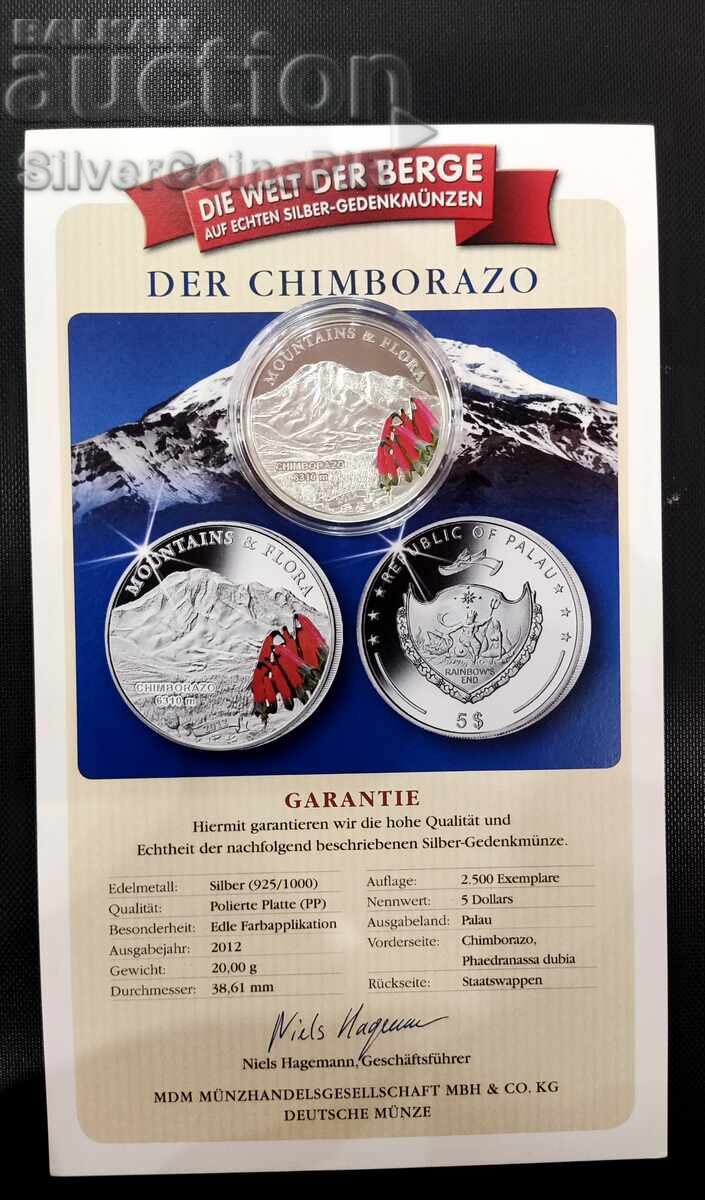 BALKAN
auction
SilverCoins
DIE WELT DER BERGE
AUF ECHTEN SILBER-GEDENKMÜNZEN
DER CHIMBORAZO
MOUNTAINS & FLORA
CHIMBORAZO
6310 m
MOUNTAINS & FLORA
CHIMBORAZO
6310 m
REPUBLIC OF PALAU
RAINBOW'S
END
5 $
GARANTIE
Hiermit garantieren wir die hohe Qualität und
Echtheit der nachfolgend beschriebenen Silber-Gedenkmünze.
Edelmetall: Silber (925/1000)
Qualität: Polierte Platte (PP)
Besonderheit: Edle Farbapplikation
Ausgabejahr: 2012
Gewicht: 20,00 g
Durchmesser: 38,61 mm
Auflage: 2.500 Exemplare
Nennwert: 5 Dollars
Ausgabeland: Palau
Vorderseite: Chimborazo,
Phaedranassa dubia
Rückseite: Staatswappen
Niels Hagemann
Niels Hagemann, Geschäftsführer
MDM MÜNZHANDELSGESELLSCHAFT MBH & CO. KG
DEUTSCHE MÜNZE